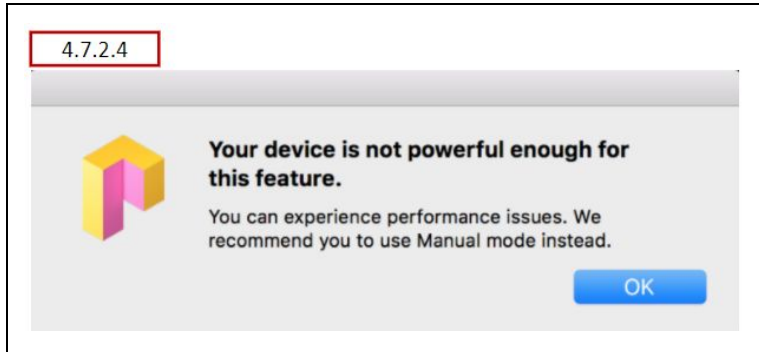 4.7.2.4
Your device is not powerful enough for
this feature.
You can experience performance issues. We
recommend you to use Manual mode instead.
OK